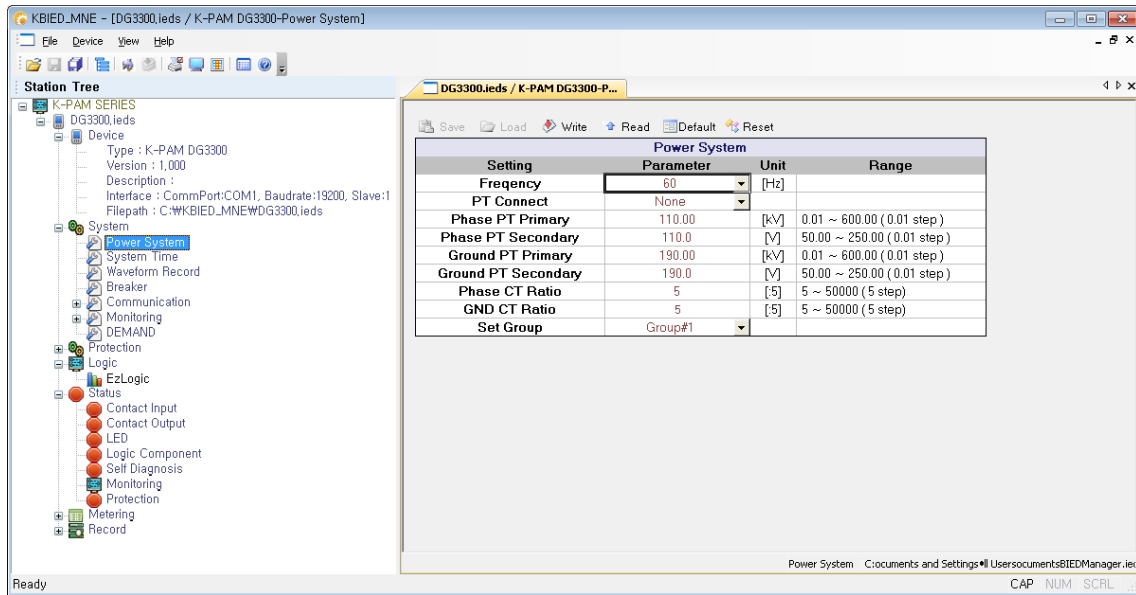 KBIED_MNE - [DG3300,ieds / K-PAM DG3300-Power System]
File Device View Help
Station Tree
K-PAM SERIES
DG3300,ieds
Device
Type : K-PAM DG3300
Version : 1,000
Description :
Interface : CommPort:COM1, Baudrate:19200, Slave:1
Filepath : C:₩KBIED_MNE₩DG3300,ieds
System
Power System
System Time
Waveform Record
Breaker
Communication
Monitoring
DEMAND
Protection
Logic
EzLogic
Status
Contact Input
Contact Output
LED
Logic Component
Self Diagnosis
Monitoring
Protection
Metering
Record
DG3300.ieds / K-PAM DG3300-P...
Save Load Write Read Default Reset
Power System
Setting Parameter Unit Range
Freqency 60 [Hz]
PT Connect None
Phase PT Primary 110.00 [kV] 0.01 ~ 600.00 ( 0.01 step )
Phase PT Secondary 110.0 [V] 50.00 ~ 250.00 ( 0.01 step )
Ground PT Primary 190.00 [kV] 0.01 ~ 600.00 ( 0.01 step )
Ground PT Secondary 190.0 [V] 50.00 ~ 250.00 ( 0.01 step )
Phase CT Ratio 5 [:5] 5 ~ 50000 ( 5 step)
GND CT Ratio 5 [:5] 5 ~ 50000 ( 5 step)
Set Group Group#1
Power System C:ocuments and Settings•ll UsersocumentsBIEDManager.ied
Ready CAP NUM SCRL